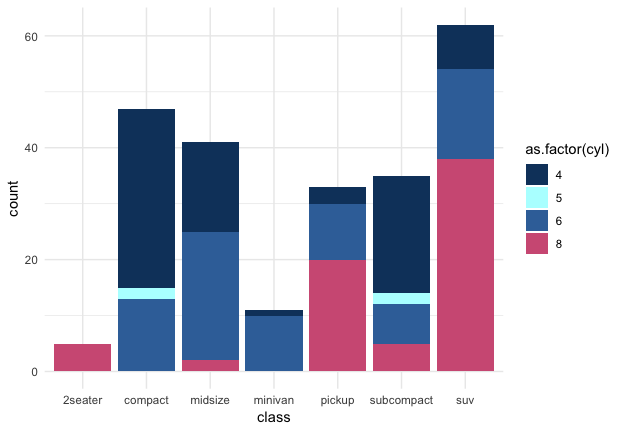 60
40
20
0
count
2seater compact midsize minivan pickup subcompact suv
class
as.factor(cyl)
4
5
6
8